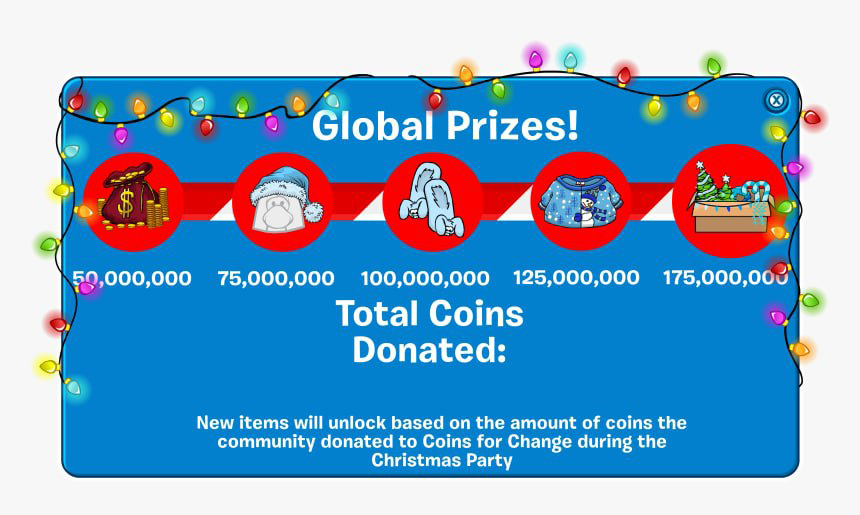 Global Prizes!
$
50,000,000 75,000,000 100,000,000 125,000,000 175,000,000
Total Coins
Donated:
New items will unlock based on the amount of coins the
community donated to Coins for Change during the
Christmas Party